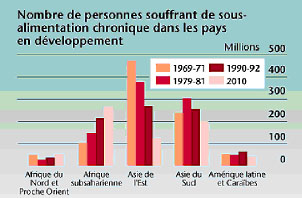 Nombre de personnes souffrant de sous-
alimentation chronique dans les pays
en développement
Millions
500
1969-71 1990-92
1979-81 2010
400
300
200
100
0
Afrique du
Nord et
Proche Orient
Afrique
subsaharienne
Asie de
l'Est
Asie du
Sud
Amérique latine
et Caraïbes